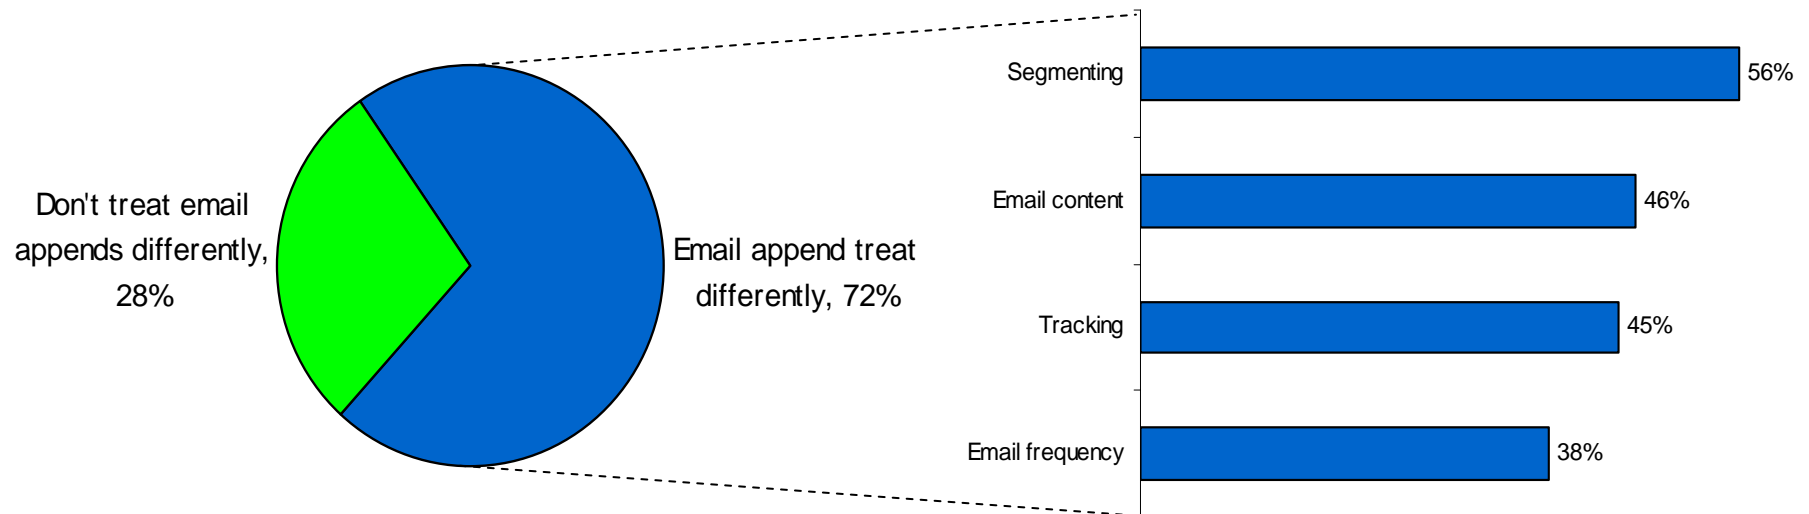 Don't treat email
appends differently,
28%
Email append treat
differently, 72%
Segmenting
56%
Email content
46%
Tracking
45%
Email frequency
38%